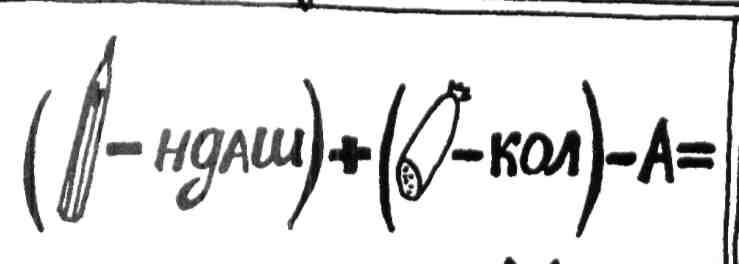 ( - ндАш) + ( - кол) - А =